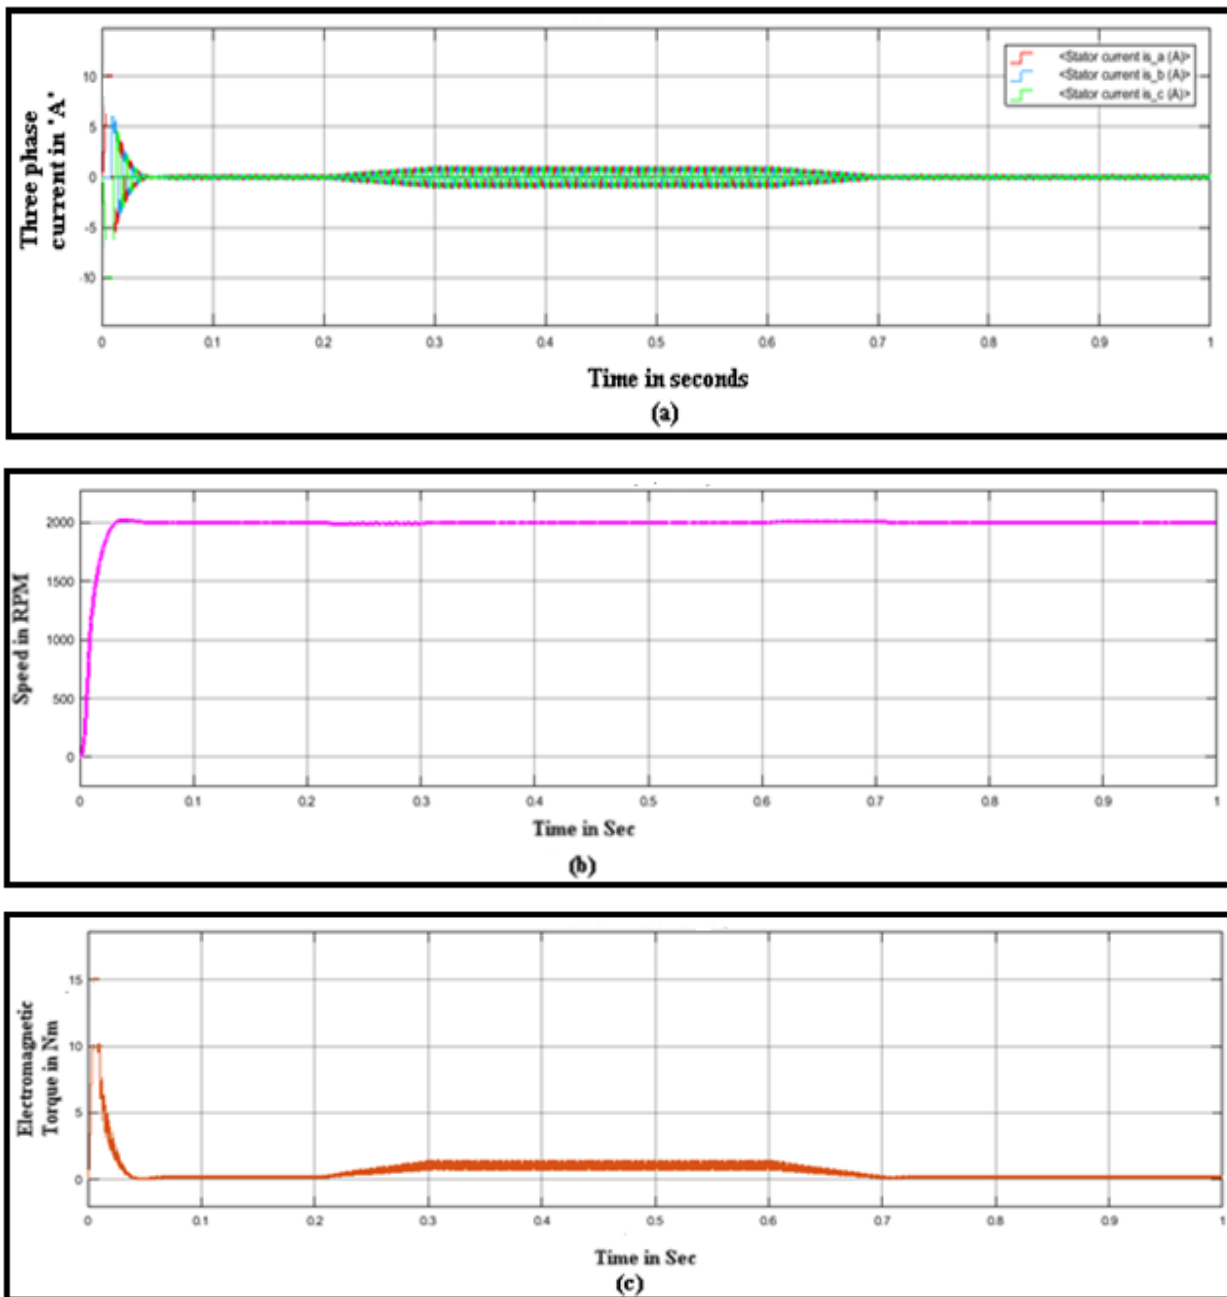 <Stator current is_a (A)>
<Stator current is_b (A)>
<Stator current is_c (A)>
Three phase
current in 'A'
10
5
0
-5
-10
0 0.1 0.2 0.3 0.4 0.5 0.6 0.7 0.8 0.9 1
Time in seconds
(a)
Speed in RPM
2000
1500
1000
500
0
0 0.1 0.2 0.3 0.4 0.5 0.6 0.7 0.8 0.9 1
Time in Sec
(b)
Electromagnetic
Torque in Nm
15
10
5
0
0 0.1 0.2 0.3 0.4 0.5 0.6 0.7 0.8 0.9 1
Time in Sec
(c)